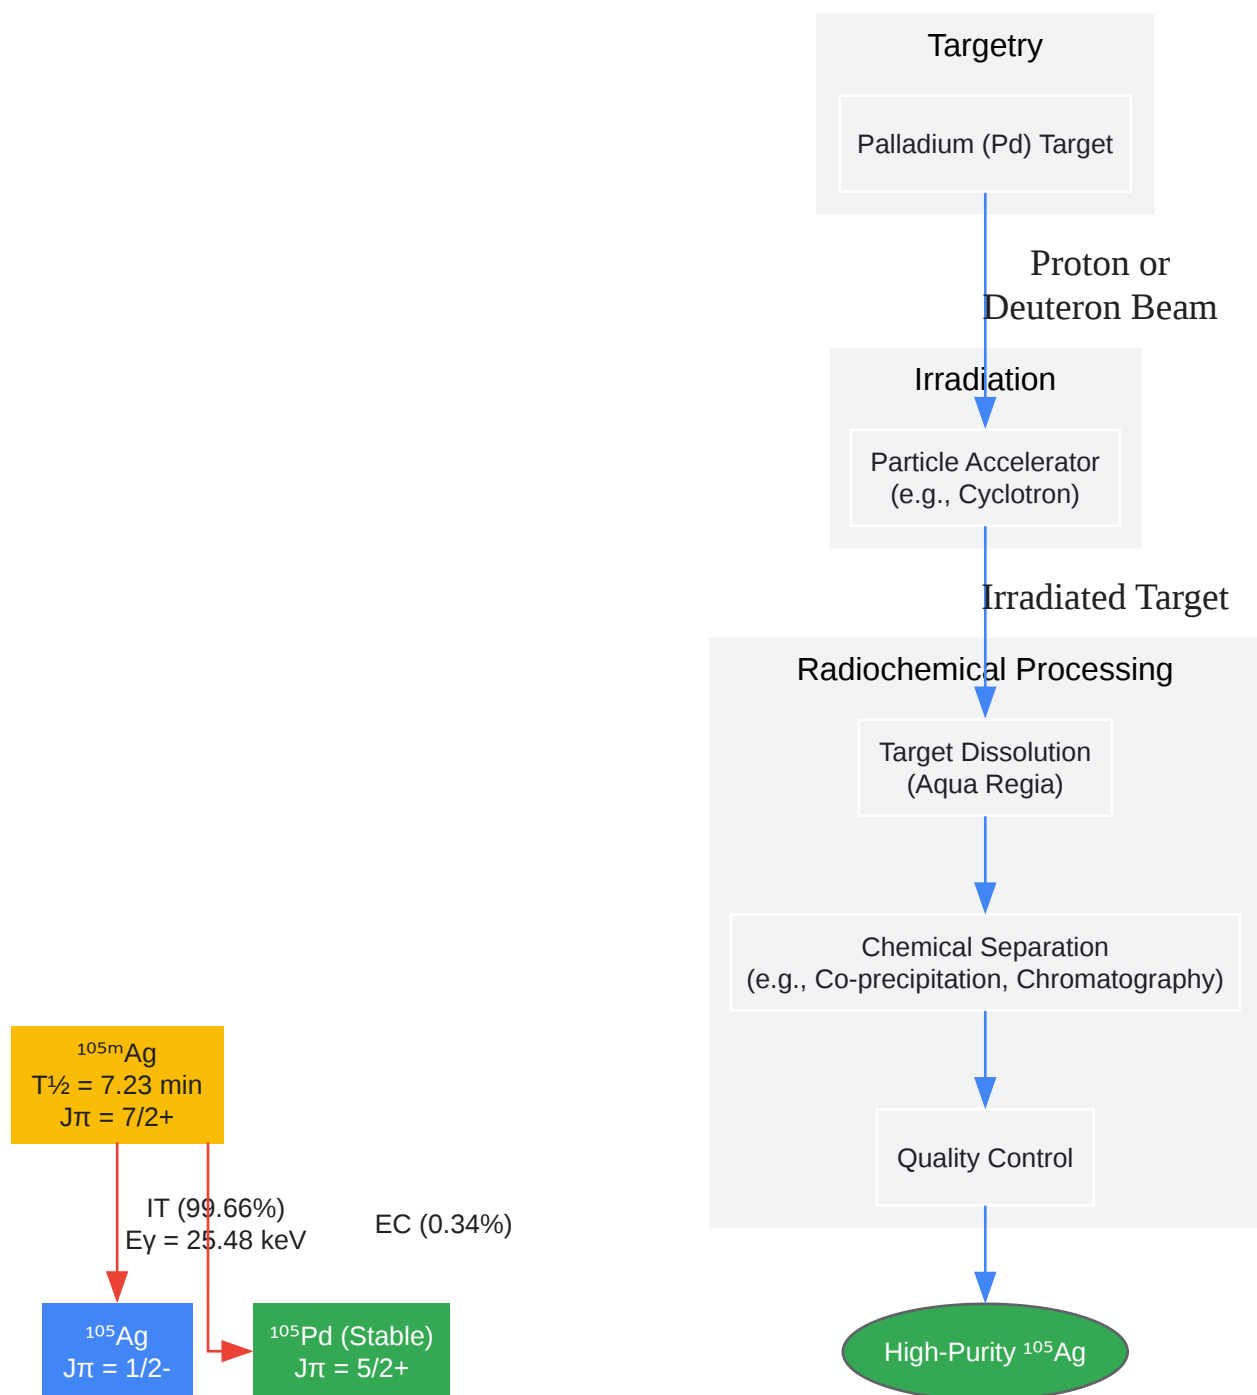 Targetry
Palladium (Pd) Target
Proton or
Deuteron Beam
Irradiation
Particle Accelerator
(e.g., Cyclotron)
Irradiated Target
Radiochemical Processing
Target Dissolution
(Aqua Regia)
Chemical Separation
(e.g., Co-precipitation, Chromatography)
Quality Control
High-Purity ¹⁰⁵Ag
¹⁰⁵ᵐAg
T½ = 7.23 min
Jπ = 7/2+
IT (99.66%)
Eγ = 25.48 keV
EC (0.34%)
¹⁰⁵Ag
Jπ = 1/2-
¹⁰⁵Pd (Stable)
Jπ = 5/2+